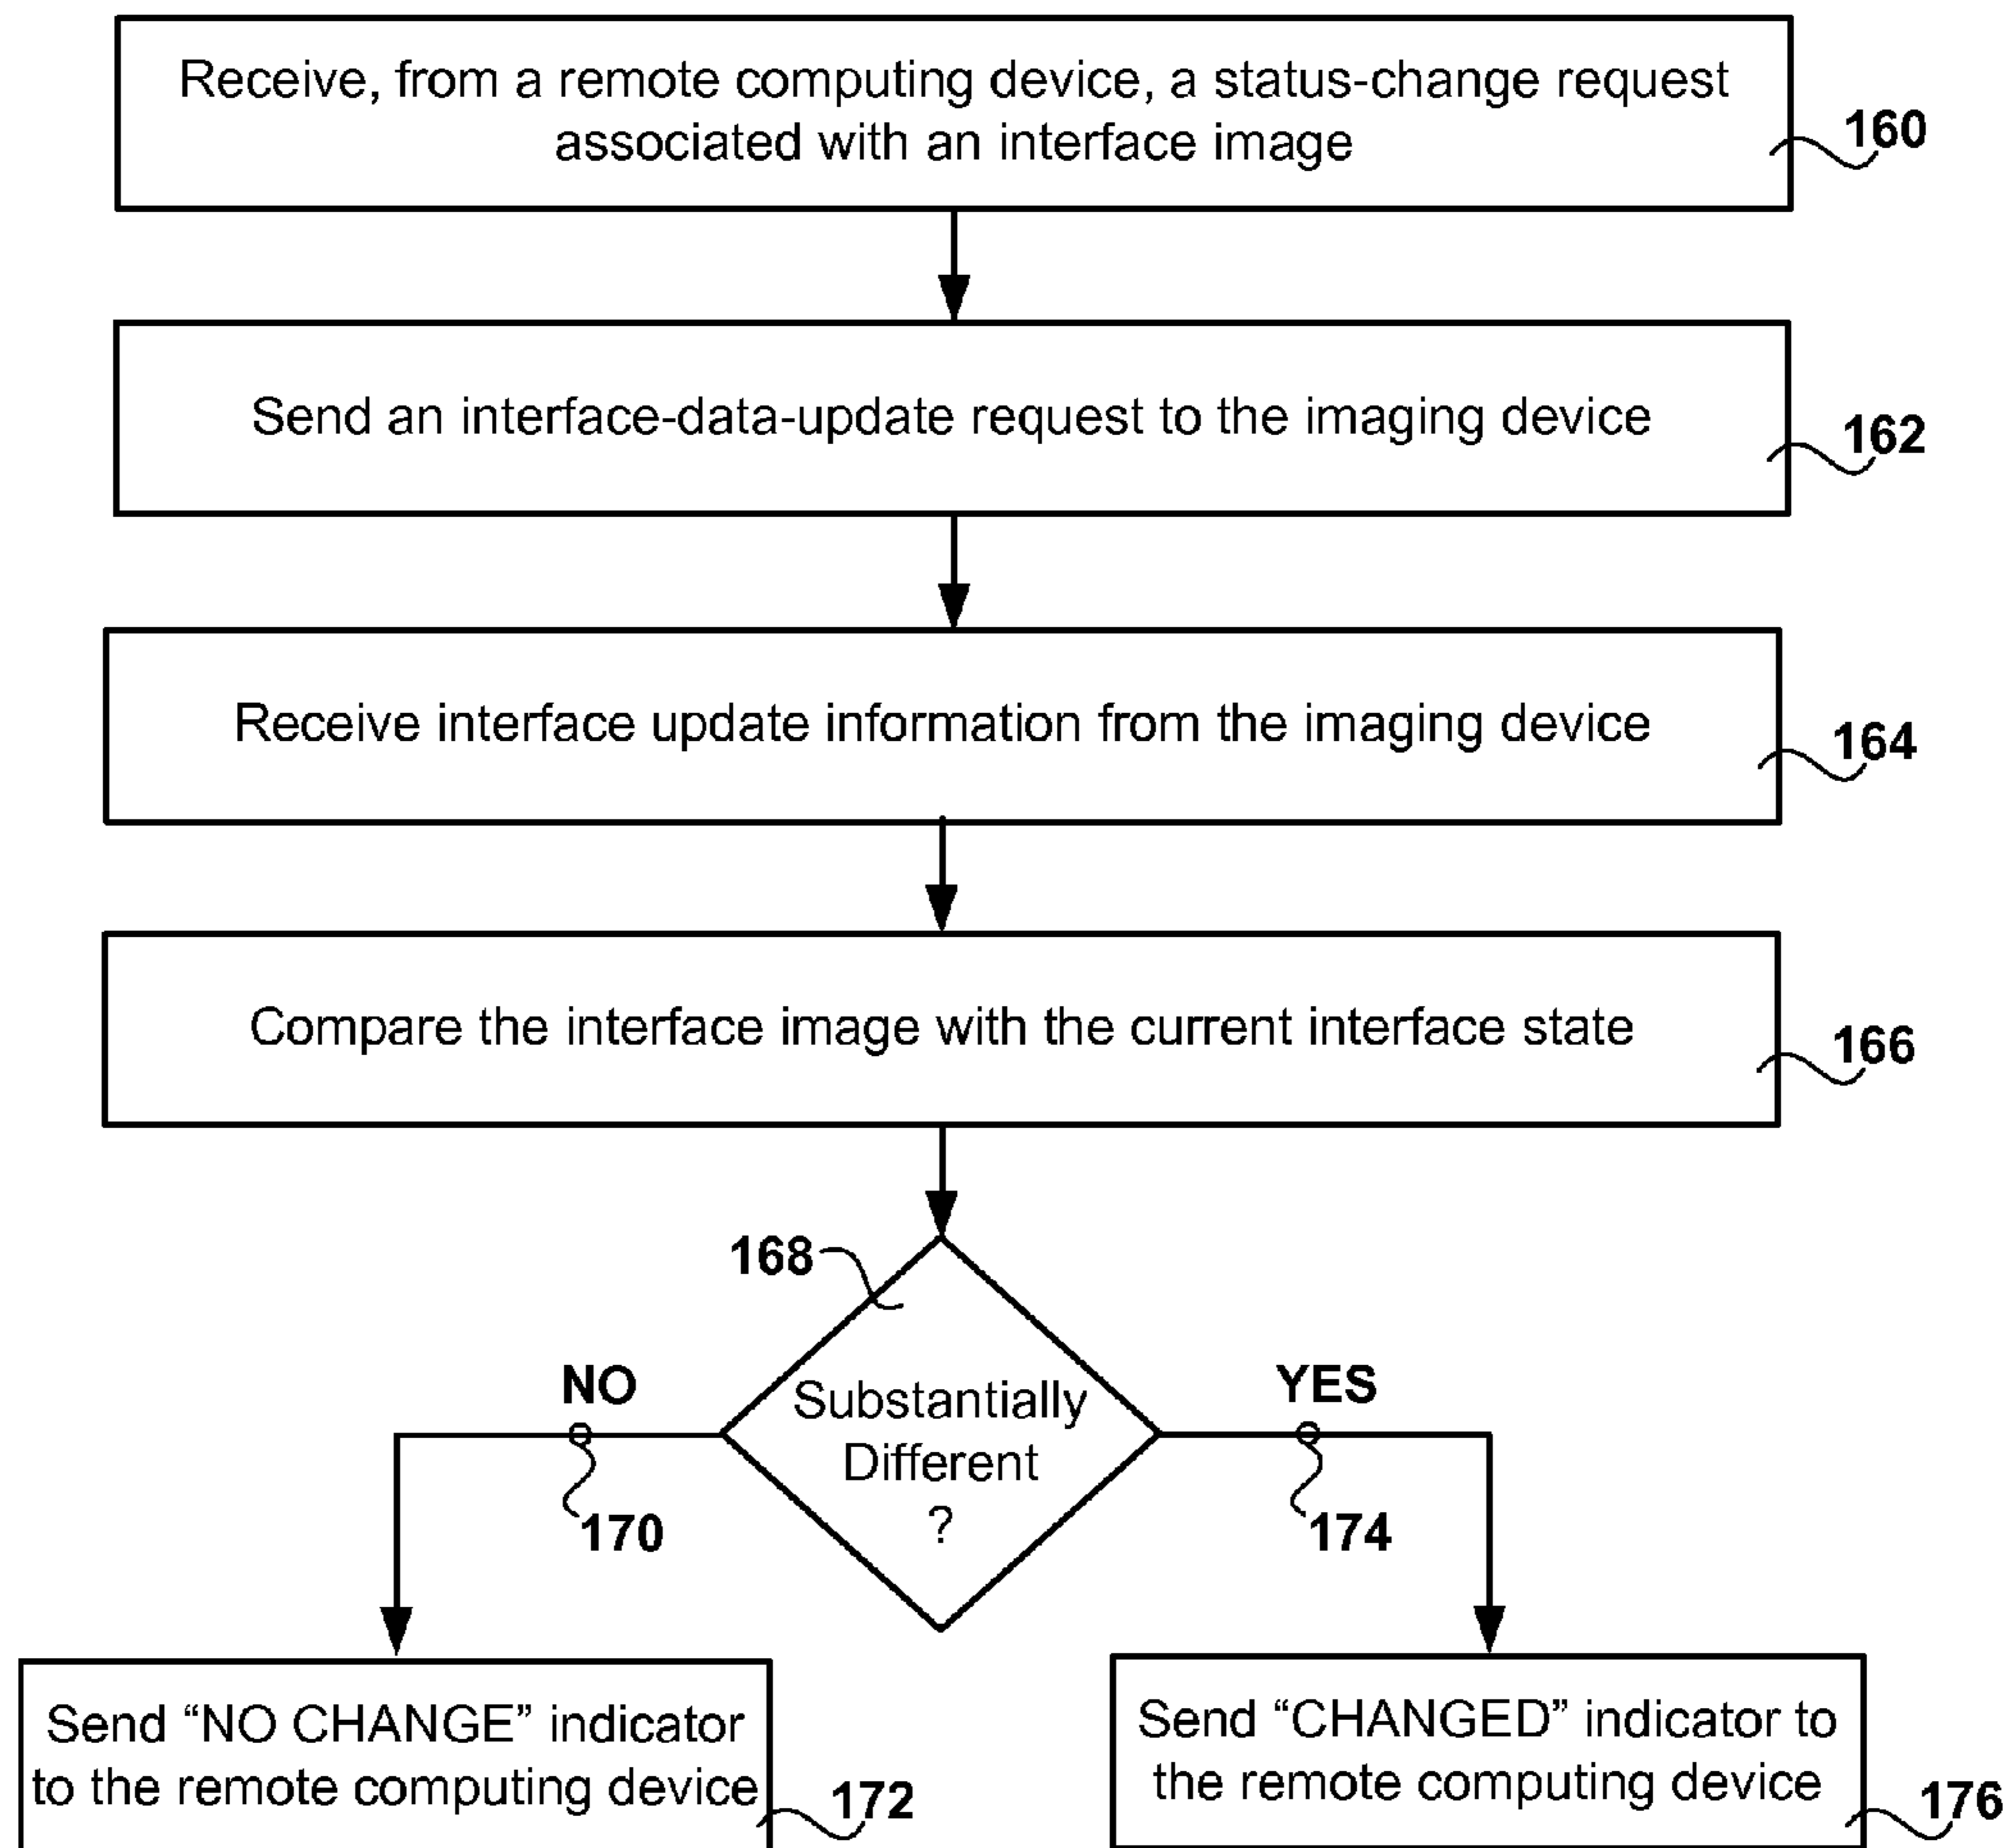 Receive, from a remote computing device, a status-change request
associated with an interface image
160
Send an interface-data-update request to the imaging device
162
Receive interface update information from the imaging device
164
Compare the interface image with the current interface state
166
168
NO
YES
Substantially
Different
?
170
174
Send “NO CHANGE” indicator
to the remote computing device
172
Send “CHANGED” indicator to
the remote computing device
176